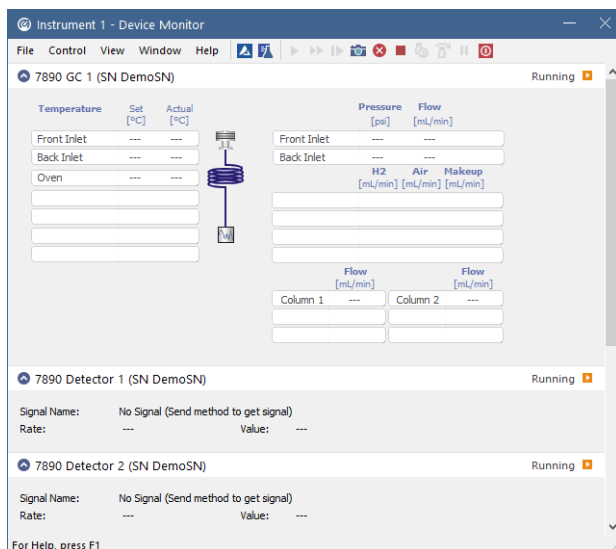 Instrument 1 - Device Monitor
File Control View Window Help
7890 GC 1 (SN DemoSN) Running
Temperature Set Actual Pressure Flow
[°C] [°C] [psi] [mL/min]
Front Inlet --- --- Front Inlet --- ---
Back Inlet --- --- Back Inlet --- ---
H2 Air Makeup
Oven --- --- [mL/min] [mL/min] [mL/min]
Flow Flow
[mL/min] [mL/min]
Column 1 --- Column 2 ---
7890 Detector 1 (SN DemoSN) Running
Signal Name: No Signal (Send method to get signal)
Rate: --- Value: ---
7890 Detector 2 (SN DemoSN) Running
Signal Name: No Signal (Send method to get signal)
Rate: --- Value: ---
For Help, press F1